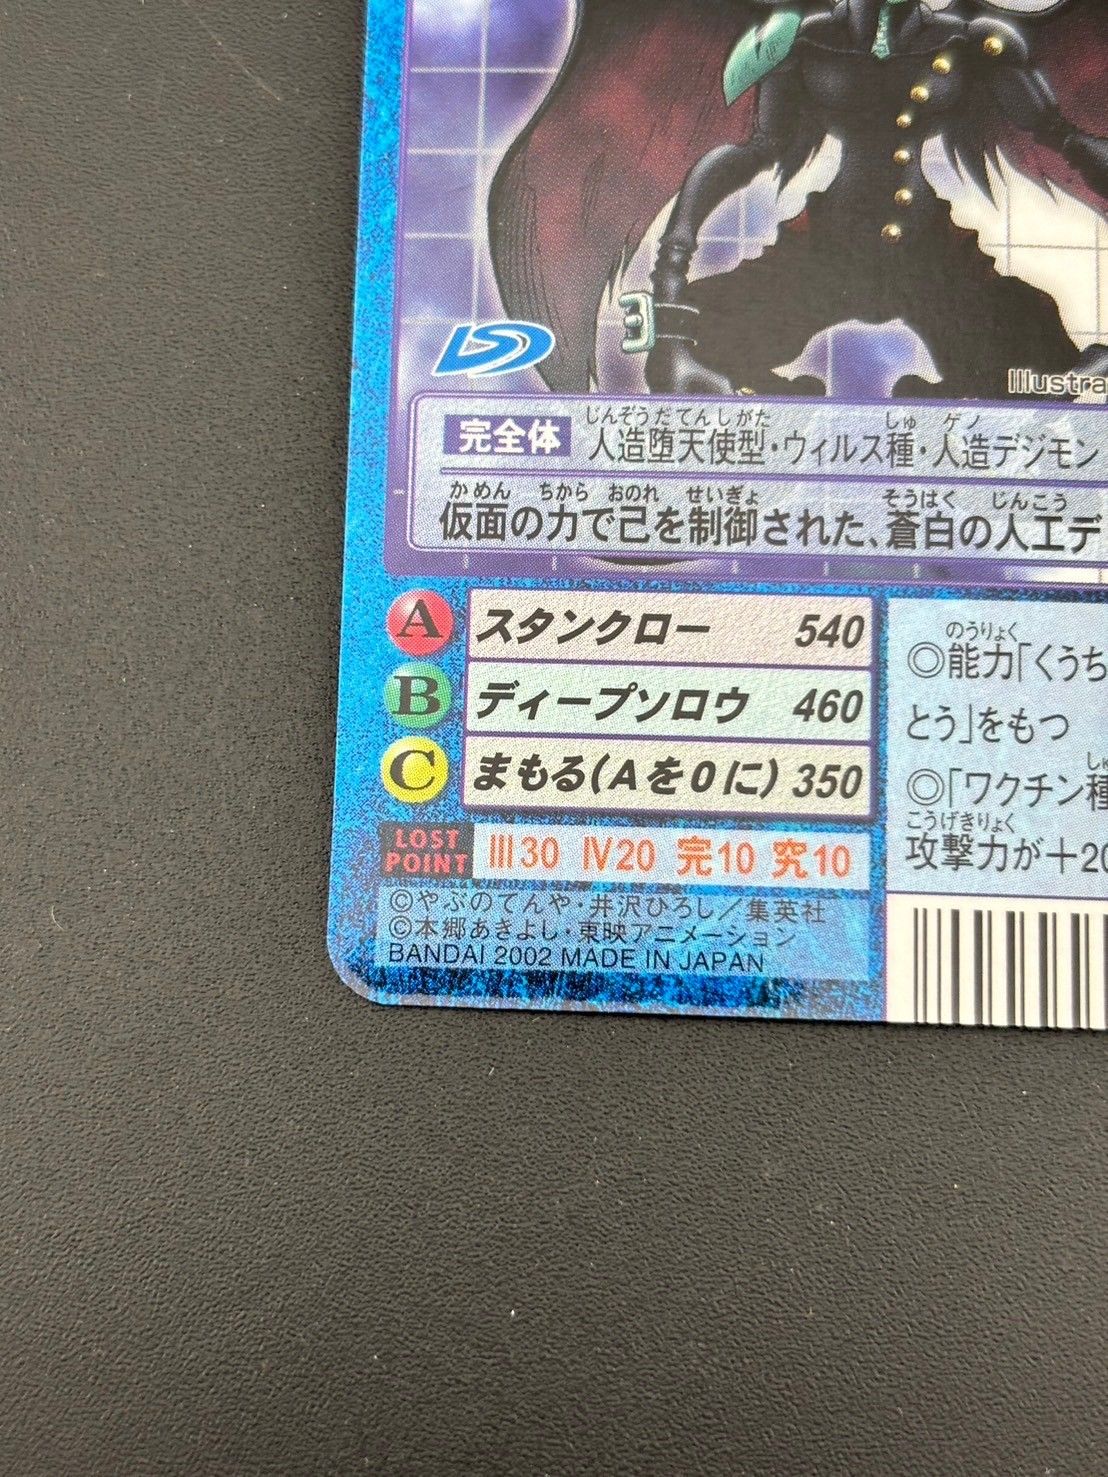 Illustra
じんぞうだてんしがた しゅ ゲノ
完全体 人造堕天使型・ウィルス種・人造デジモン
かめん ちから おのれ せいぎょ そうはく じんこう
仮面の力で己を制御された、蒼白の人工デ
A スタンクロー 540
B ディープソロウ 460
C まもる(Aを0に) 350
LOST POINT Ⅲ30 Ⅳ20 完10 究10
©やぶのてんや・井沢ひろし／集英社
©本郷あきよし・東映アニメーション
BANDAI 2002 MADE IN JAPAN
のうりょく
◎能力「くうち
とう」をもつ
しゅ
◎「ワクチン種
こうげきりょく
攻撃力が＋20